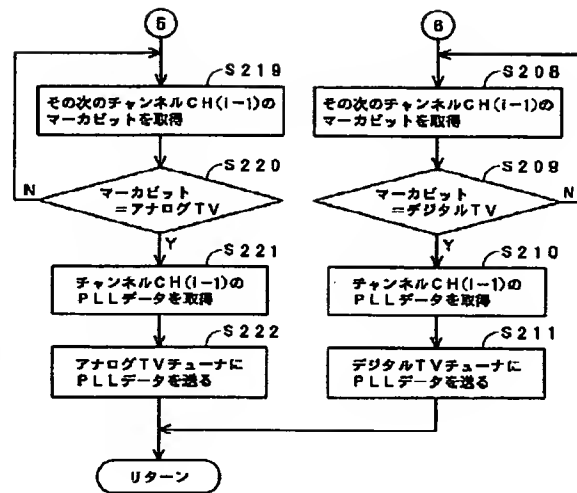 5
S219
その次のチャンネルCH(i-1)の
マーカビットを取得
S220
N
マーカビット
=アナログTV
Y
S221
チャンネルCH(i-1)の
PLLデータを取得
S222
アナログTVチューナに
PLLデータを送る
6
S208
その次のチャンネルCH(i-1)の
マーカビットを取得
S209
マーカビット
=デジタルTV
N
Y
S210
チャンネルCH(i-1)の
PLLデータを取得
S211
デジタルTVチューナに
PLLデータを送る
リターン